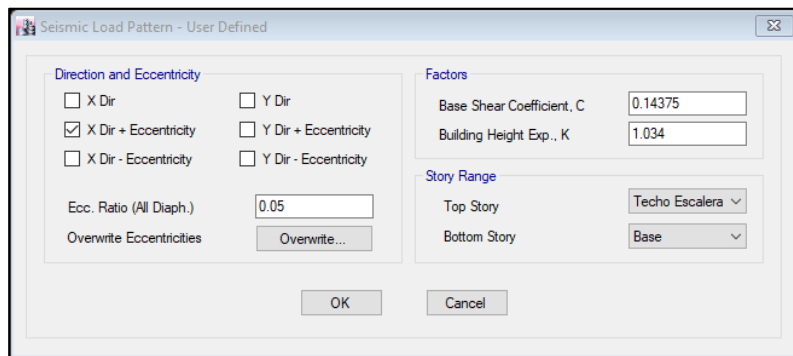 Seismic Load Pattern - User Defined
Direction and Eccentricity
X Dir
Y Dir
X Dir + Eccentricity
Y Dir + Eccentricity
X Dir - Eccentricity
Y Dir - Eccentricity
Ecc. Ratio (All Diaph.)
0.05
Overwrite Eccentricities
Overwrite...
Factors
Base Shear Coefficient, C
0.14375
Building Height Exp., K
1.034
Story Range
Top Story
Techo Escalera
Bottom Story
Base
OK
Cancel